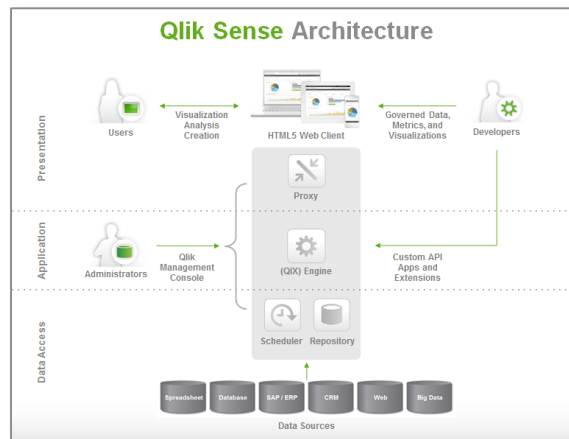 Qlik Sense Architecture
Presentation
Users
Visualization
Analysis
Creation
HTML5 Web Client
Governed Data,
Metrics, and
Visualizations
Developers
Proxy
Application
Administrators
Qlik
Management
Console
(QIX) Engine
Custom API
Apps and
Extensions
Data Access
Scheduler
Repository
Spreadsheet
Database
SAP / ERP
CRM
Web
Big Data
Data Sources